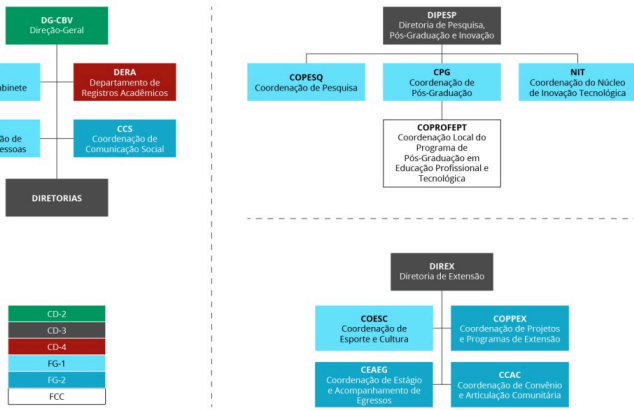 DG-CBV
Direção-Geral
DERA
Departamento de
Registros Acadêmicos
CCS
Coordenação de
Comunicação Social
DIRETORIAS
CD-2
CD-3
CD-4
FG-1
FG-2
FCC
DIPESP
Diretoria de Pesquisa,
Pós-Graduação e Inovação
COPESQ
Coordenação de Pesquisa
CPG
Coordenação de
Pós-Graduação
NIT
Coordenação do Núcleo
de Inovação Tecnológica
COPROFEPT
Coordenação Local do
Programa de
Pós-Graduação em
Educação Profissional e
Tecnológica
DIREX
Diretoria de Extensão
COESC
Coordenação de
Esporte e Cultura
COPPEX
Coordenação de Projetos
e Programas de Extensão
CEAEG
Coordenação de Estágio
e Acompanhamento de
Egressos
CCAC
Coordenação de Convênio
e Articulação Comunitária